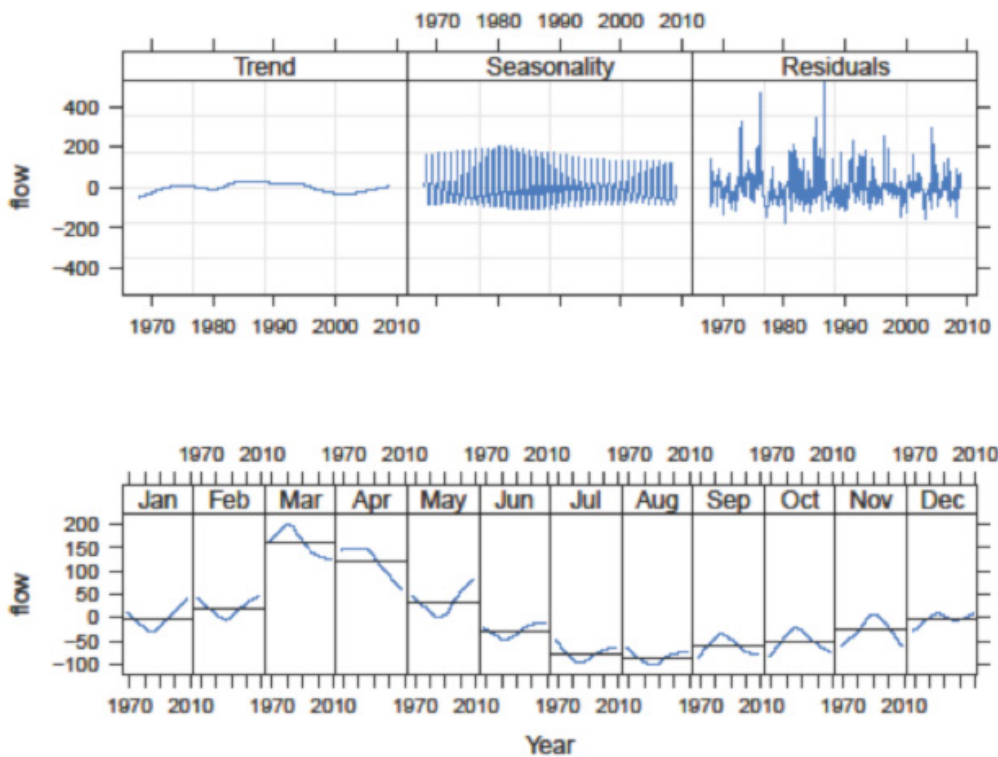 1970 1980 1990 2000 2010
Trend Seasonality Residuals
400
200
0
−200
−400
flow
1970 1980 1990 2000 2010 1970 1980 1990 2000 2010
1970 2010 1970 2010 1970 2010 1970 2010 1970 2010 1970 2010
Jan Feb Mar Apr May Jun Jul Aug Sep Oct Nov Dec
200
150
100
50
0
−50
−100
flow
1970 2010 1970 2010 1970 2010 1970 2010 1970 2010 1970 2010
Year